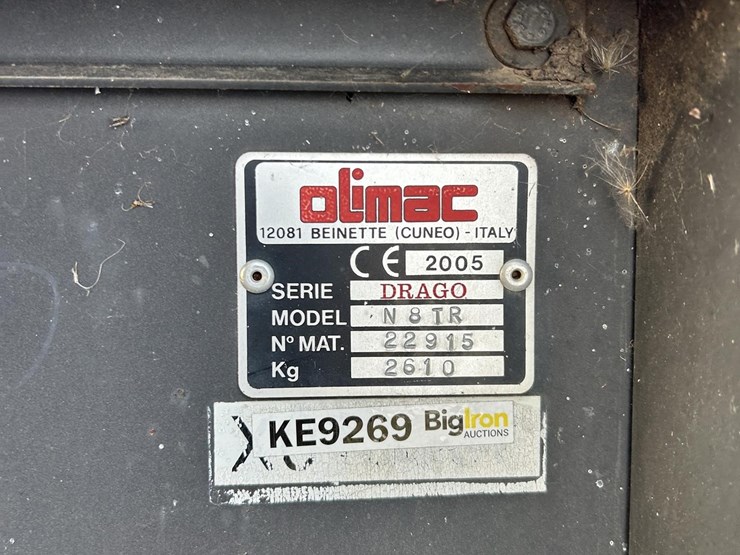 olimac
12081 BEINETTE (CUNEO) - ITALY
CE 2005
SERIE DRAGO
MODEL N 8 TR
N° MAT. 22915
Kg 2610
KE9269 BigIron
AUCTIONS